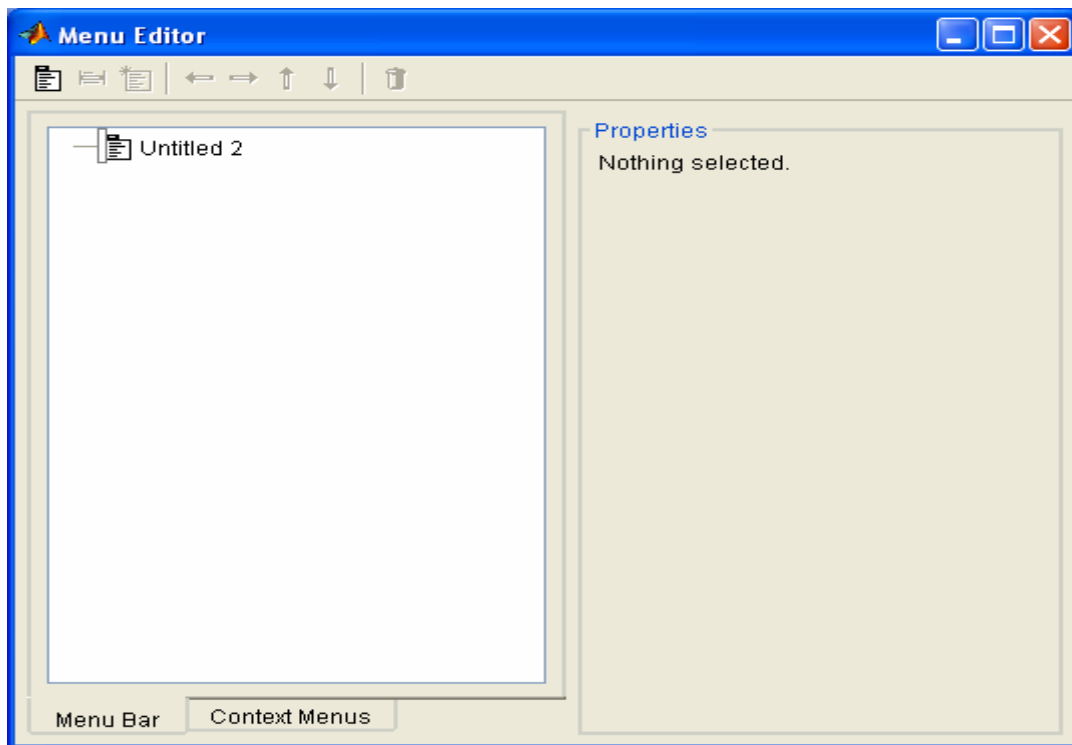 Menu Editor
Untitled 2
Properties
Nothing selected.
Menu Bar
Context Menus